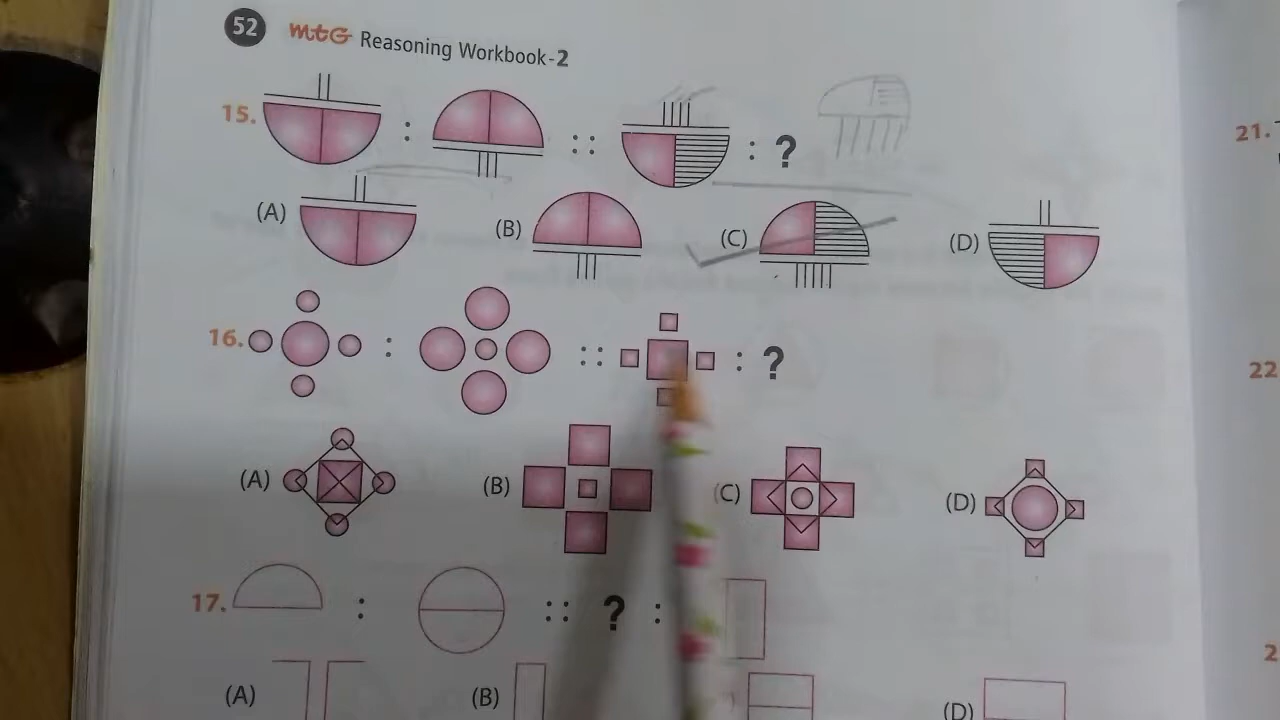 52 mtG Reasoning Workbook-2
15. : :: : ?
(A) (B) (C) (D)
16. : :: : ?
(A) (B) (C) (D)
17. : :: ? :
(A) (B) (D)
21.
22
2